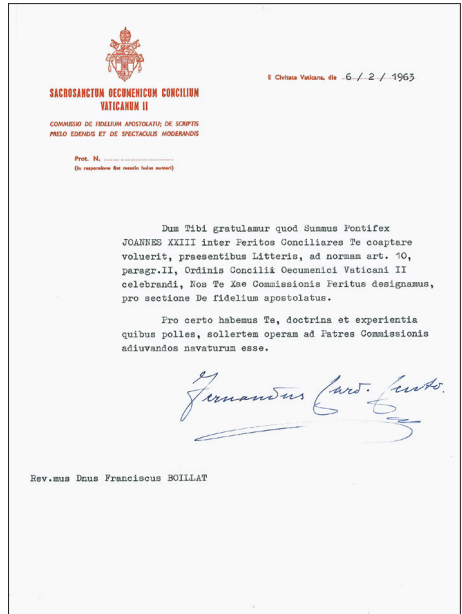 SACROSANCTUM OECUMENICUM CONCILIUM
VATICANUM II
COMMISSIO DE FIDELIUM APOSTOLATU; DE SCRIPTIS
PRELO EDENDIS ET DE SPECTACULIS MODERANDIS
Prot. N. ....................
(In responsione fiat mentio huius numeri)
E Civitate Vaticana, die 6 / 2 / 1963
Dum Tibi gratulamur quod Summus Pontifex
JOANNES XXIII inter Peritos Conciliares Te coaptare
voluerit, praesentibus Litteris, ad normam art. 10,
paragr.II, Ordinis Concilii Oecumenici Vaticani II
celebrandi, Nos Te Xae Commissionis Peritus designamus,
pro sectione De fidelium apostolatus.
Pro certo habemus Te, doctrina et experientia
quibus polles, sollertem operam ad Patres Commissionis
adiuvandos navaturum esse.
Fernandus Card. Cento.
Rev.mus Dnus Franciscus BOILLAT